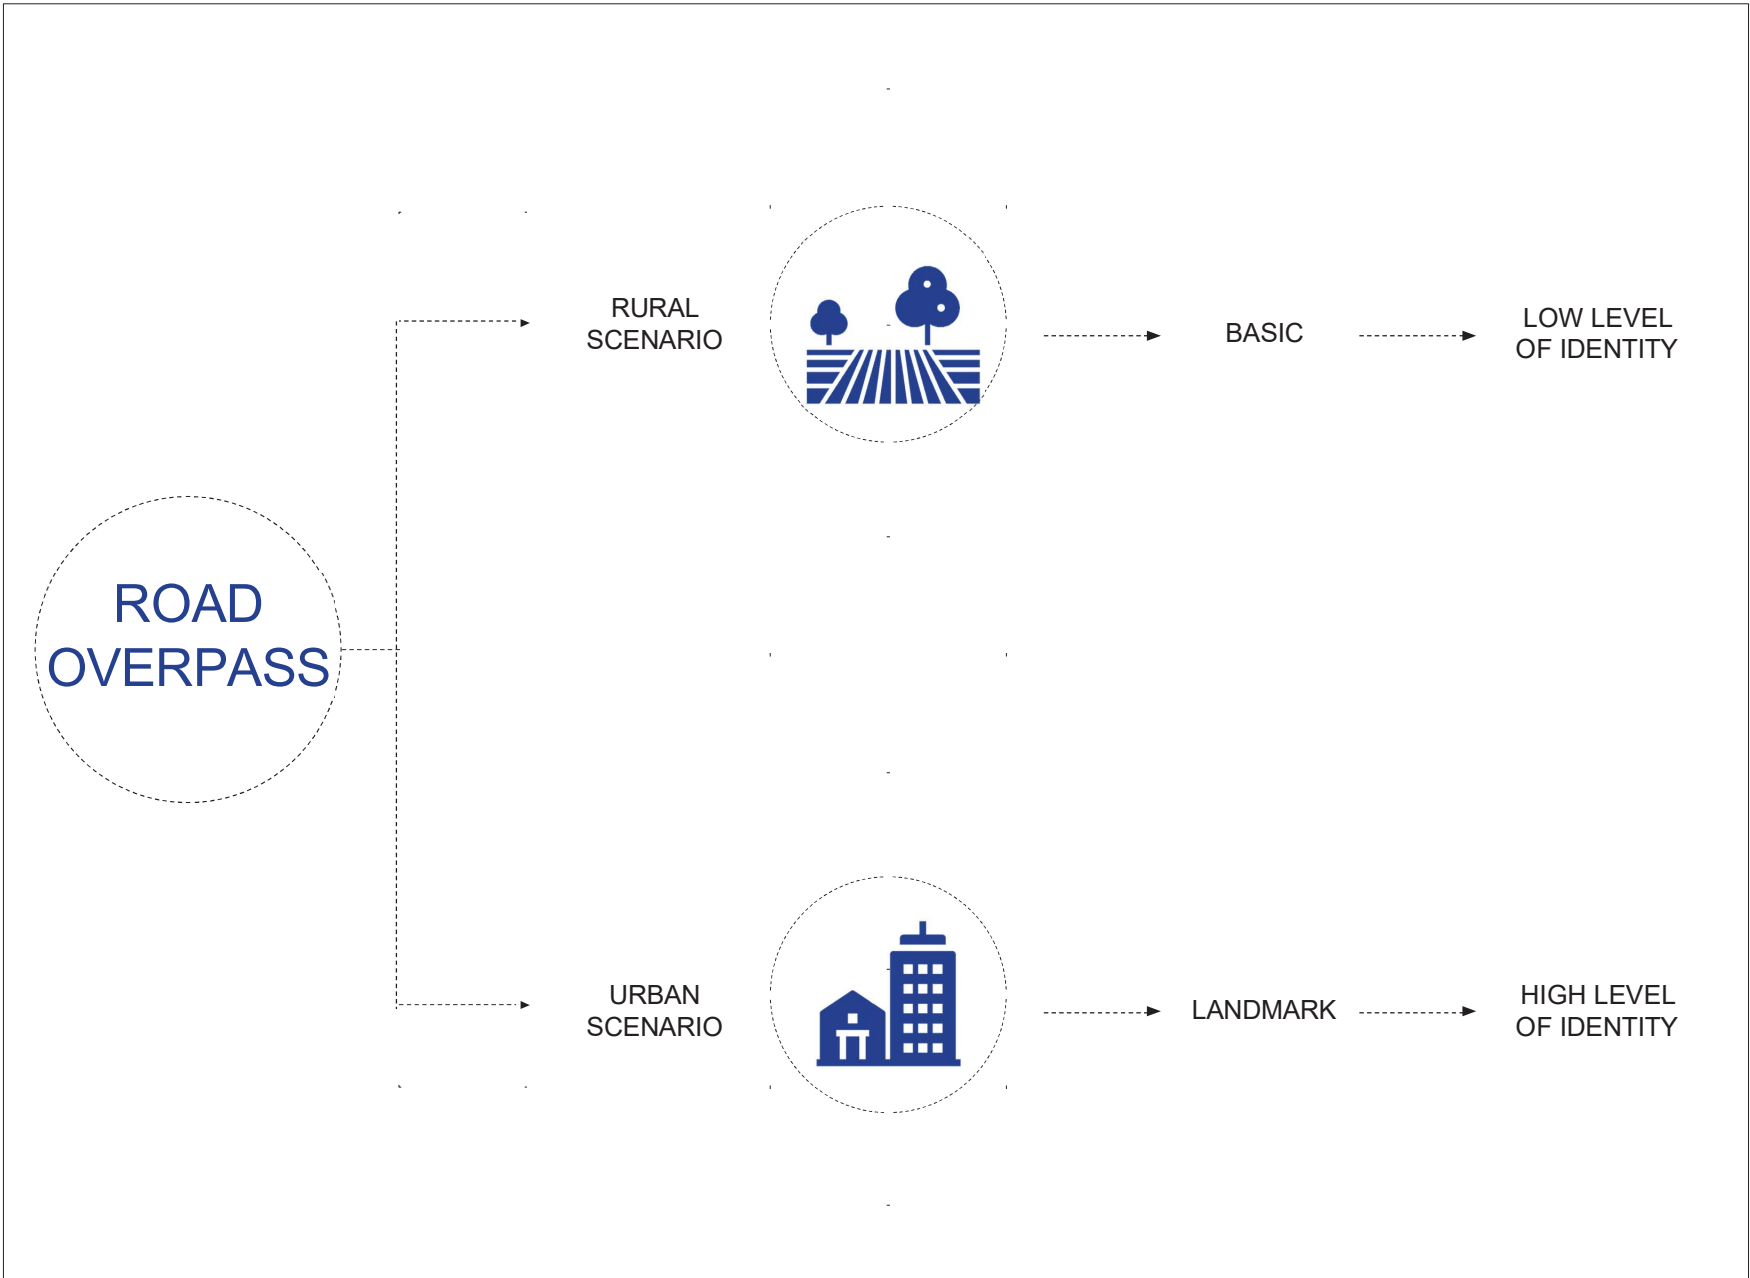 ROAD
OVERPASS
RURAL
SCENARIO
BASIC
LOW LEVEL
OF IDENTITY
URBAN
SCENARIO
LANDMARK
HIGH LEVEL
OF IDENTITY